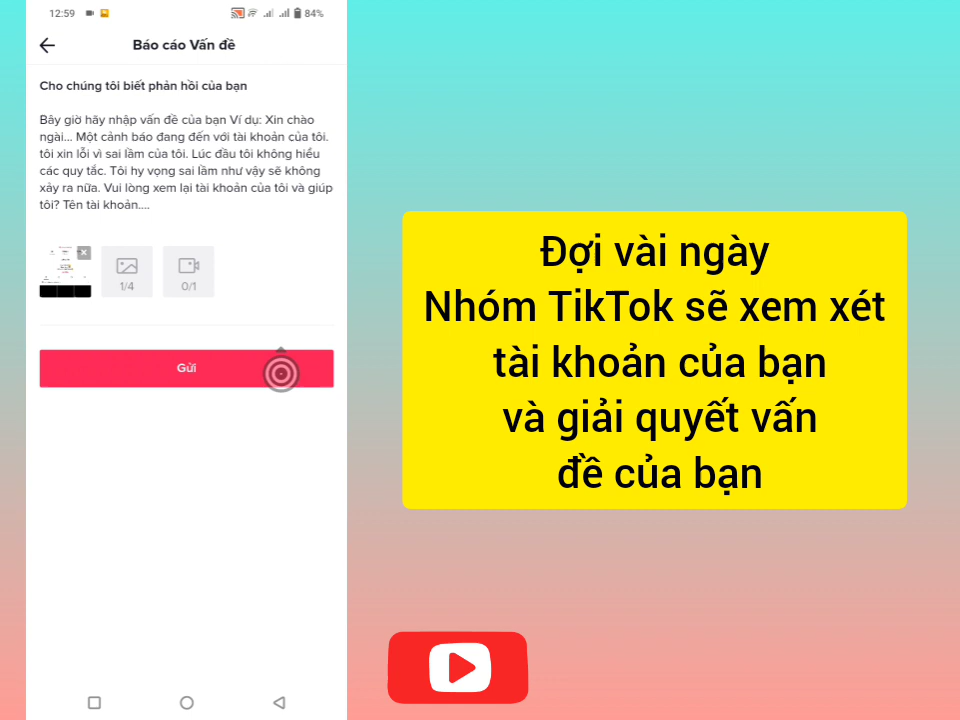 12:59
84%
Báo cáo Vấn đề
Cho chúng tôi biết phản hồi của bạn
Bây giờ hãy nhập vấn đề của bạn Ví dụ: Xin chào
ngài... Một cảnh báo đang đến với tài khoản của tôi.
tôi xin lỗi vì sai lầm của tôi. Lúc đầu tôi không hiểu
các quy tắc. Tôi hy vọng sai lầm như vậy sẽ không
xảy ra nữa. Vui lòng xem lại tài khoản của tôi và giúp
tôi? Tên tài khoản....
1/4
0/1
Gửi
Đợi vài ngày
Nhóm TikTok sẽ xem xét
tài khoản của bạn
và giải quyết vấn
đề của bạn